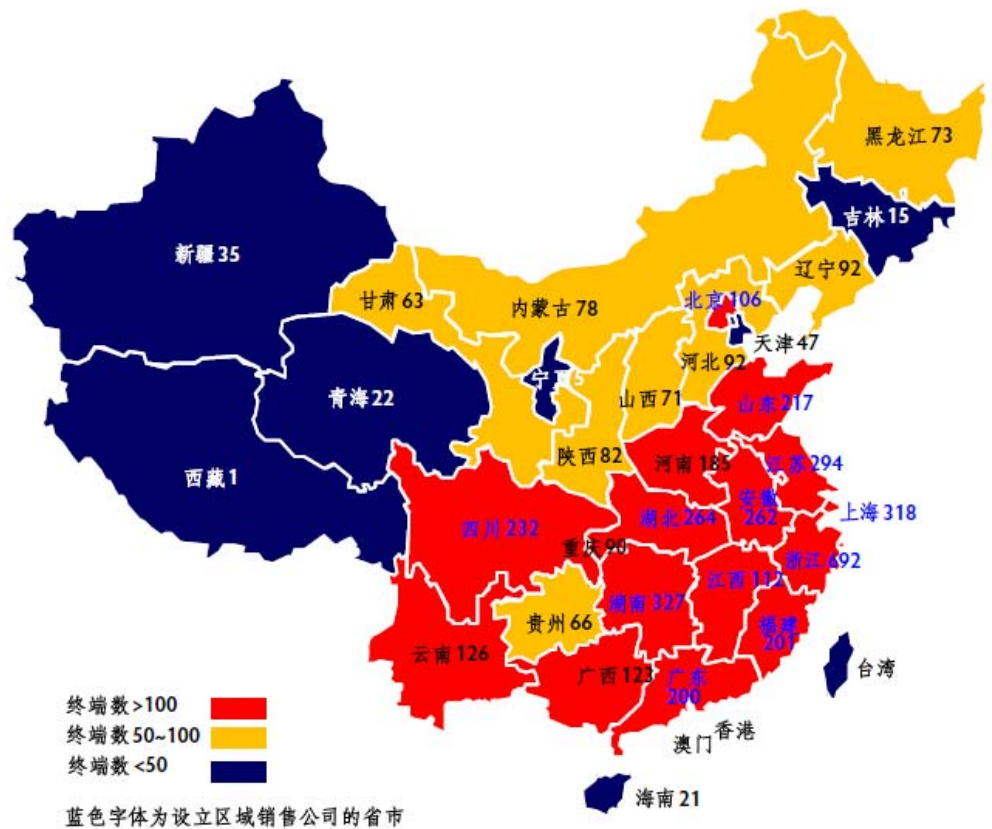 黑龙江73
吉林15
辽宁92
新疆35
甘肃63
内蒙古78
北京106
天津47
河北92
宁夏5
山西71
青海22
山东217
陕西82
河南185
江苏294
西藏1
安徽
262
上海318
四川232
湖北264
重庆90
浙江692
江西112
湖南327
贵州66
福建
201
云南126
广西123
广东
200
台湾
香港
澳门
海南21
终端数>100
终端数50~100
终端数<50
蓝色字体为设立区域销售公司的省市